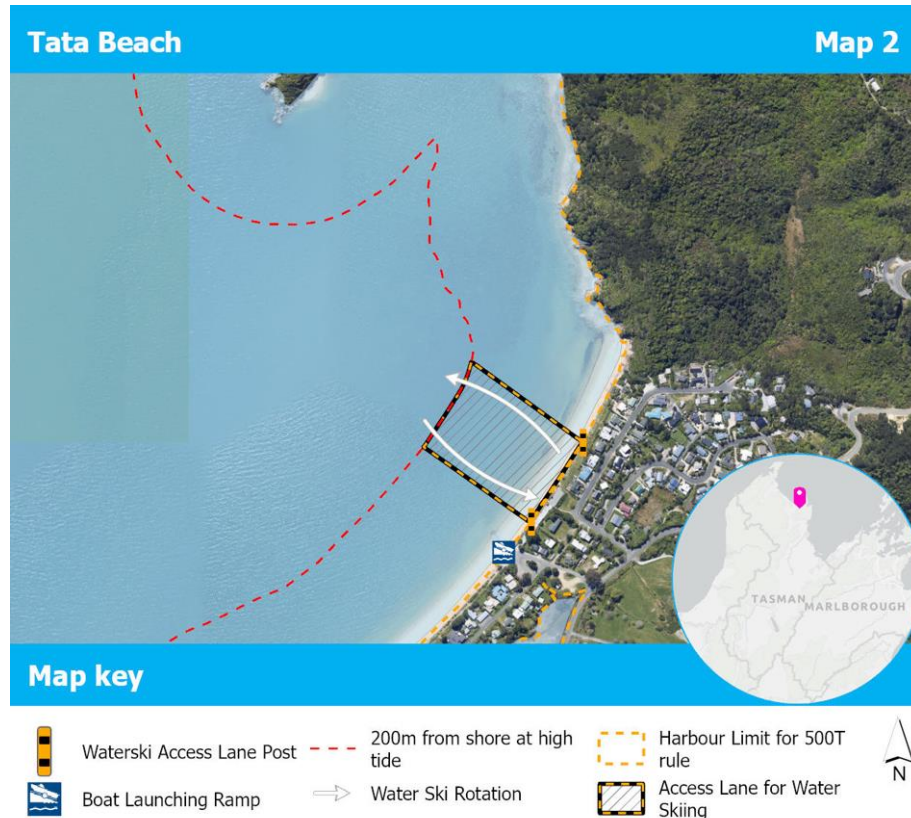 Tata Beach
Map 2
TASMAN
MARLBOROUGH
Map key
Waterski Access Lane Post
200m from shore at high
tide
Harbour Limit for 500T
rule
N
Boat Launching Ramp
Water Ski Rotation
Access Lane for Water
Skiing